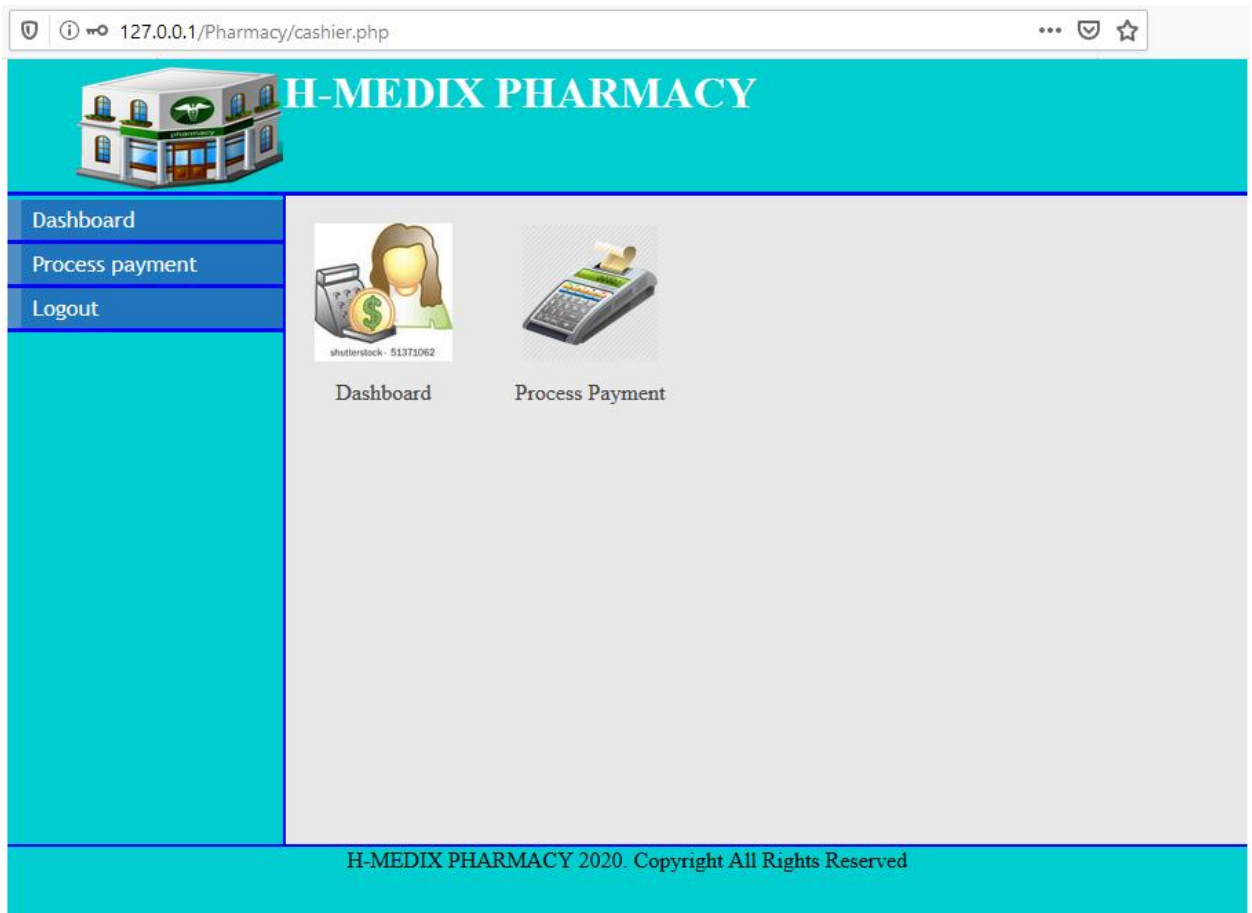 127.0.0.1/Pharmacy/cashier.php
H-MEDIX PHARMACY
pharmacy
Dashboard
Process payment
Logout
shutterstock · 51371062
Dashboard
Process Payment
H-MEDIX PHARMACY 2020. Copyright All Rights Reserved